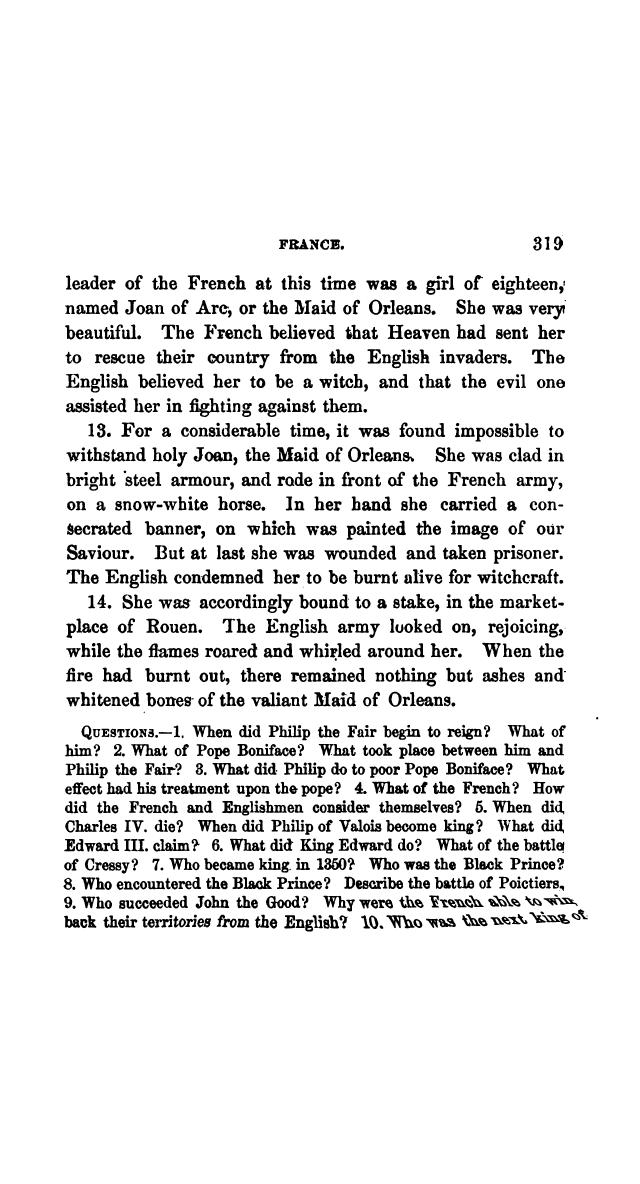 FRANCE. 319
leader of the French at this time was a girl of eighteen,
named Joan of Arc, or the Maid of Orleans. She was very
beautiful. The French believed that Heaven had sent her
to rescue their country from the English invaders. The
English believed her to be a witch, and that the evil one
assisted her in fighting against them.
13. For a considerable time, it was found impossible to
withstand holy Joan, the Maid of Orleans. She was clad in
bright steel armour, and rode in front of the French army,
on a snow-white horse. In her hand she carried a con-
secrated banner, on which was painted the image of our
Saviour. But at last she was wounded and taken prisoner.
The English condemned her to be burnt alive for witchcraft.
14. She was accordingly bound to a stake, in the market-
place of Rouen. The English army looked on, rejoicing,
while the flames roared and whirled around her. When the
fire had burnt out, there remained nothing but ashes and
whitened bones of the valiant Maid of Orleans.
QUESTIONS.—1. When did Philip the Fair begin to reign? What of
him? 2. What of Pope Boniface? What took place between him and
Philip the Fair? 3. What did Philip do to poor Pope Boniface? What
effect had his treatment upon the pope? 4. What of the French? How
did the French and Englishmen consider themselves? 5. When did
Charles IV. die? When did Philip of Valois become king? What did
Edward III. claim? 6. What did King Edward do? What of the battle
of Cressy? 7. Who became king in 1350? Who was the Black Prince?
8. Who encountered the Black Prince? Describe the battle of Poictiers.
9. Who succeeded John the Good? Why were the French able to win
back their territories from the English? 10. Who was the next king of